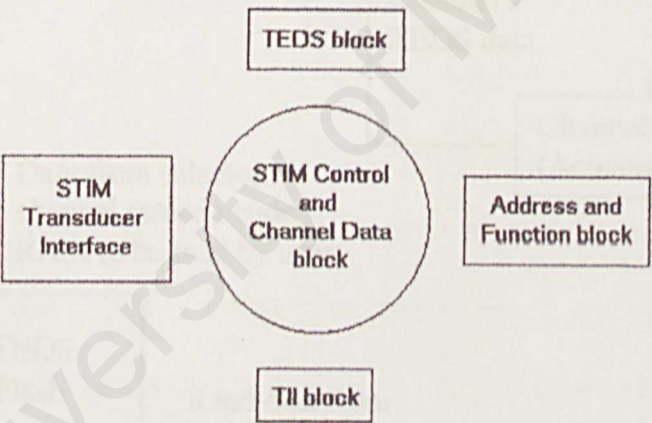 TEDS block
STIM Control
and
Channel Data
block
STIM
Transducer
Interface
Address and
Function block
TII block